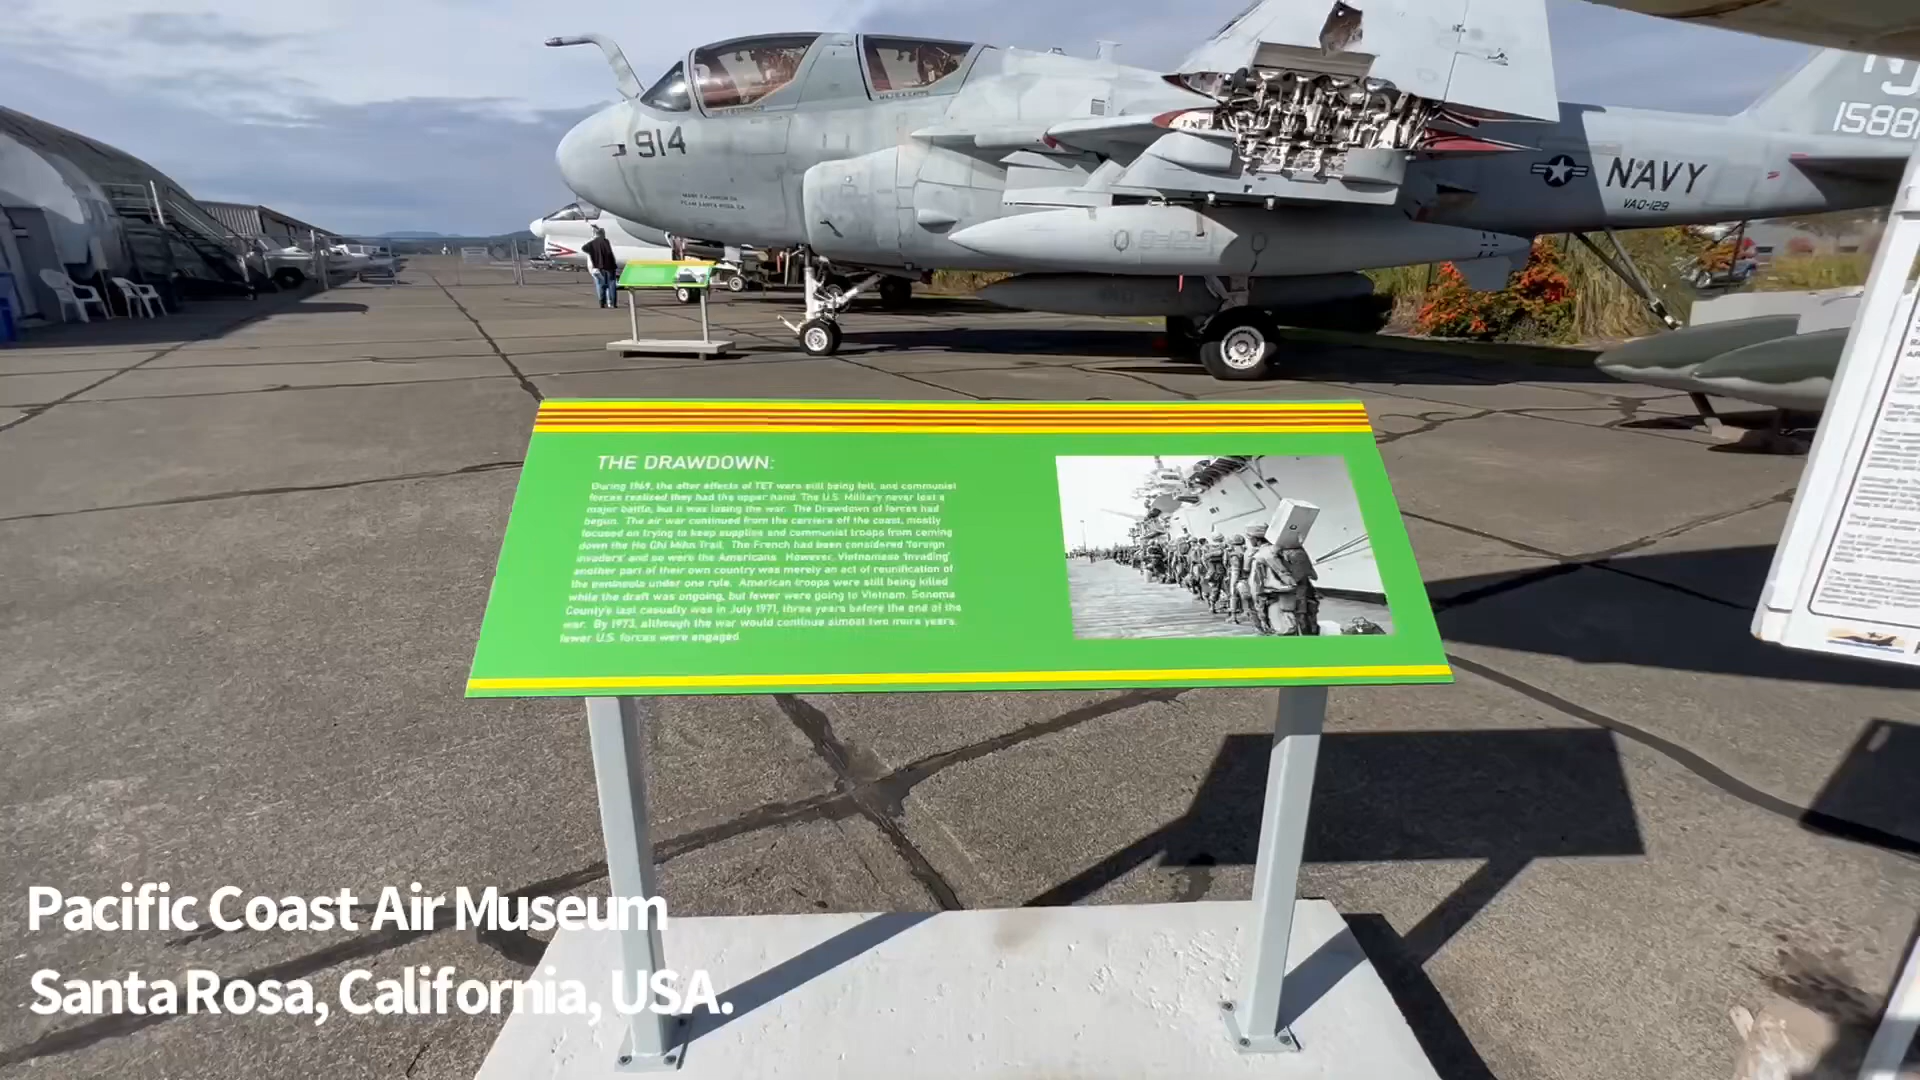 914
NAVY
VAQ-129
THE DRAWDOWN:
During 1969, the after effects of TET were still being felt, and communist
forces realized they had the upper hand. The U.S. Military never lost a
major battle, but it was losing the war. The Drawdown of forces had
begun. The air war continued from the carriers off the coast, mostly
focused on trying to keep supplies and communist troops from coming
down the Ho Chi Mihn Trail. The French had been considered 'foreign
invaders' and so were the Americans. However, Vietnamese 'invading'
another part of their own country was merely an act of reunification of
the peninsula under one rule. American troops were still being killed
while the draft was ongoing, but fewer were going to Vietnam. Sonoma
County's last casualty was in July 1971, three years before the end of the
war. By 1973, although the war would continue almost two more years,
fewer U.S. forces were engaged.
Pacific Coast Air Museum
Santa Rosa, California, USA.